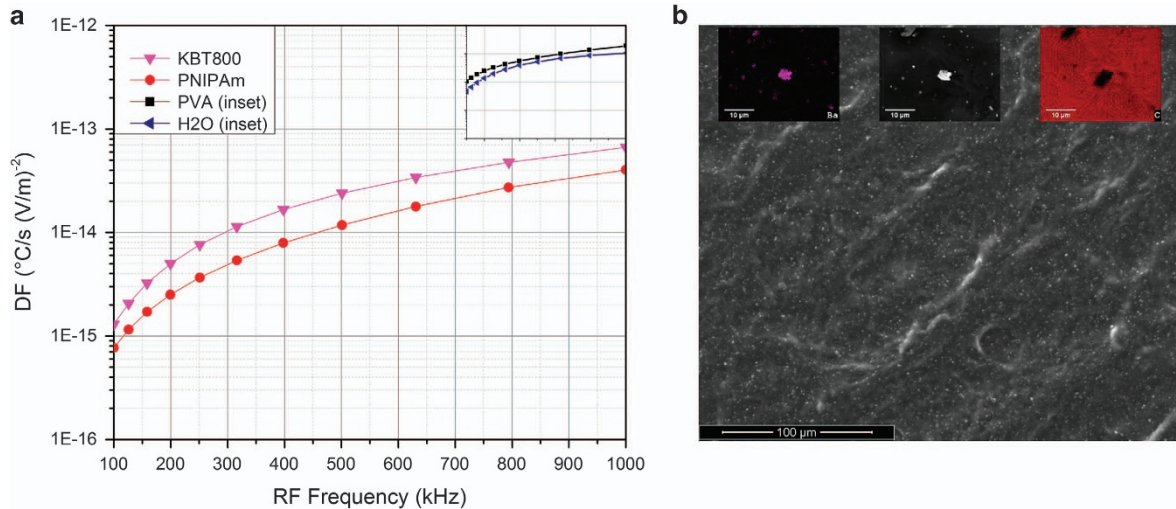 a
b
1E-12
1E-13
1E-14
1E-15
1E-16
DF (°C/s (V/m)⁻²)
KBT800
PNIPAm
PVA (inset)
H2O (inset)
100 200 300 400 500 600 700 800 900 1000
RF Frequency (kHz)
10 µm
Ba
10 µm
10 µm
C
100 µm